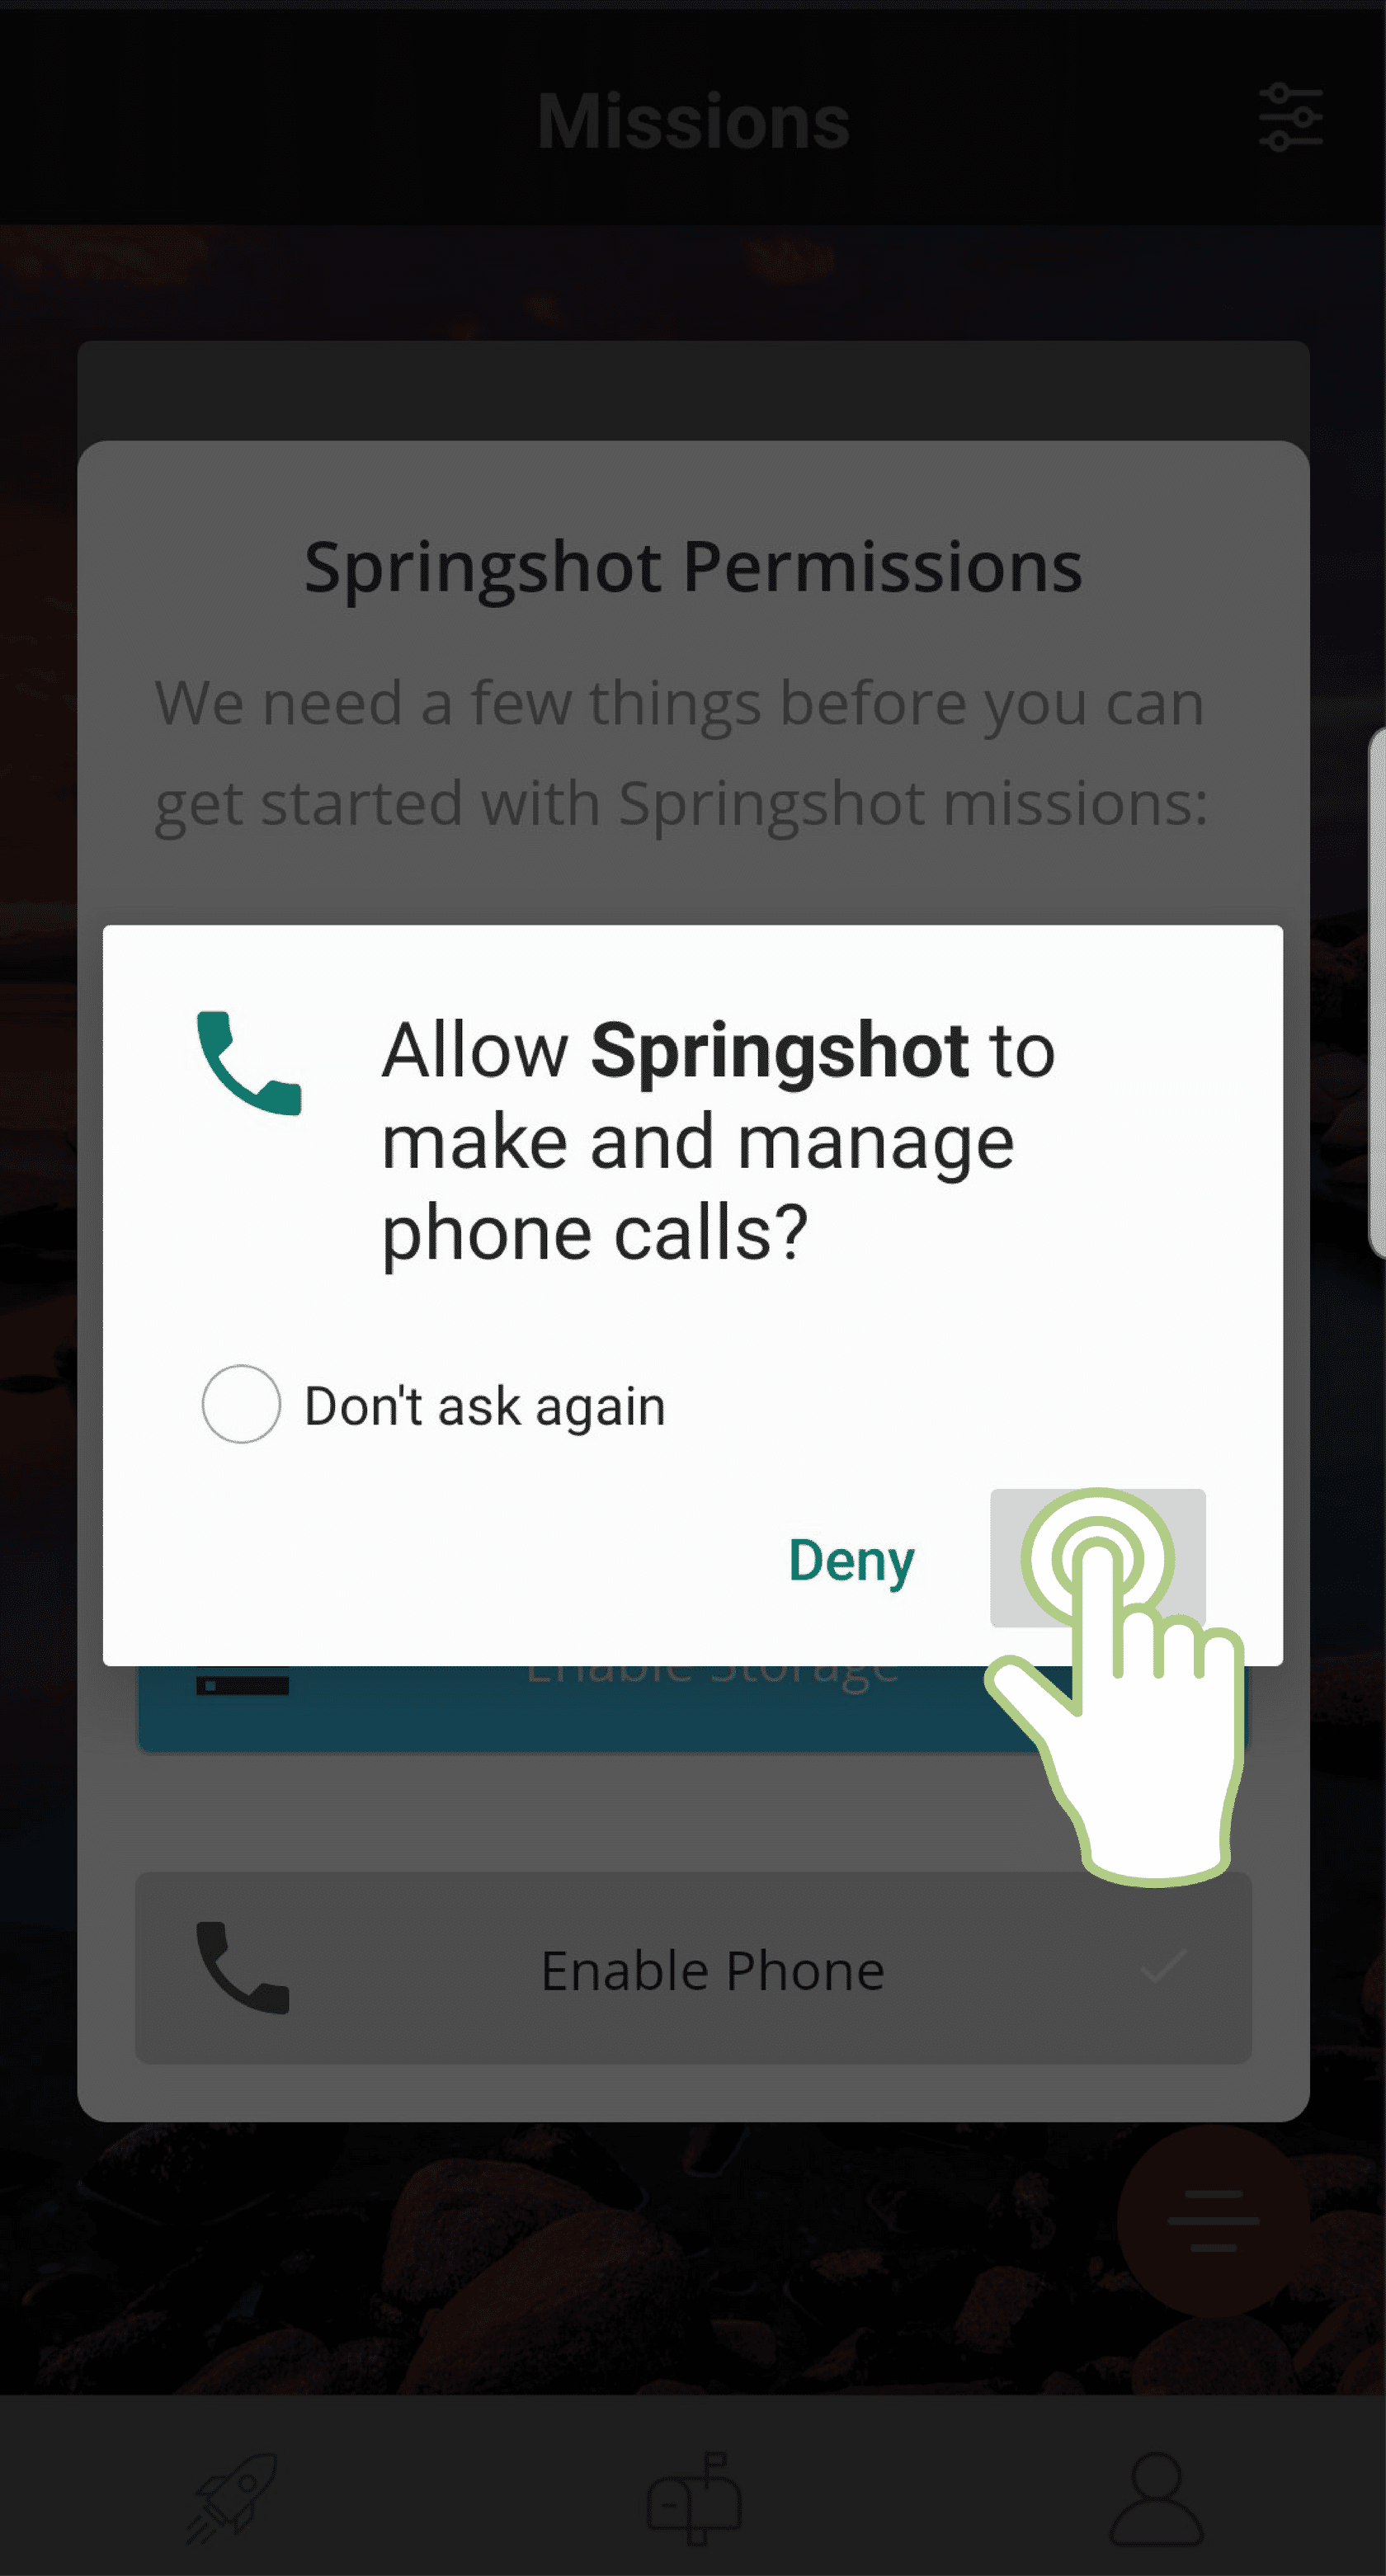 Missions
Springshot Permissions
We need a few things before you can
get started with Springshot missions:
Allow Springshot to
make and manage
phone calls?
Don't ask again
Deny
Enable Storage
Enable Phone